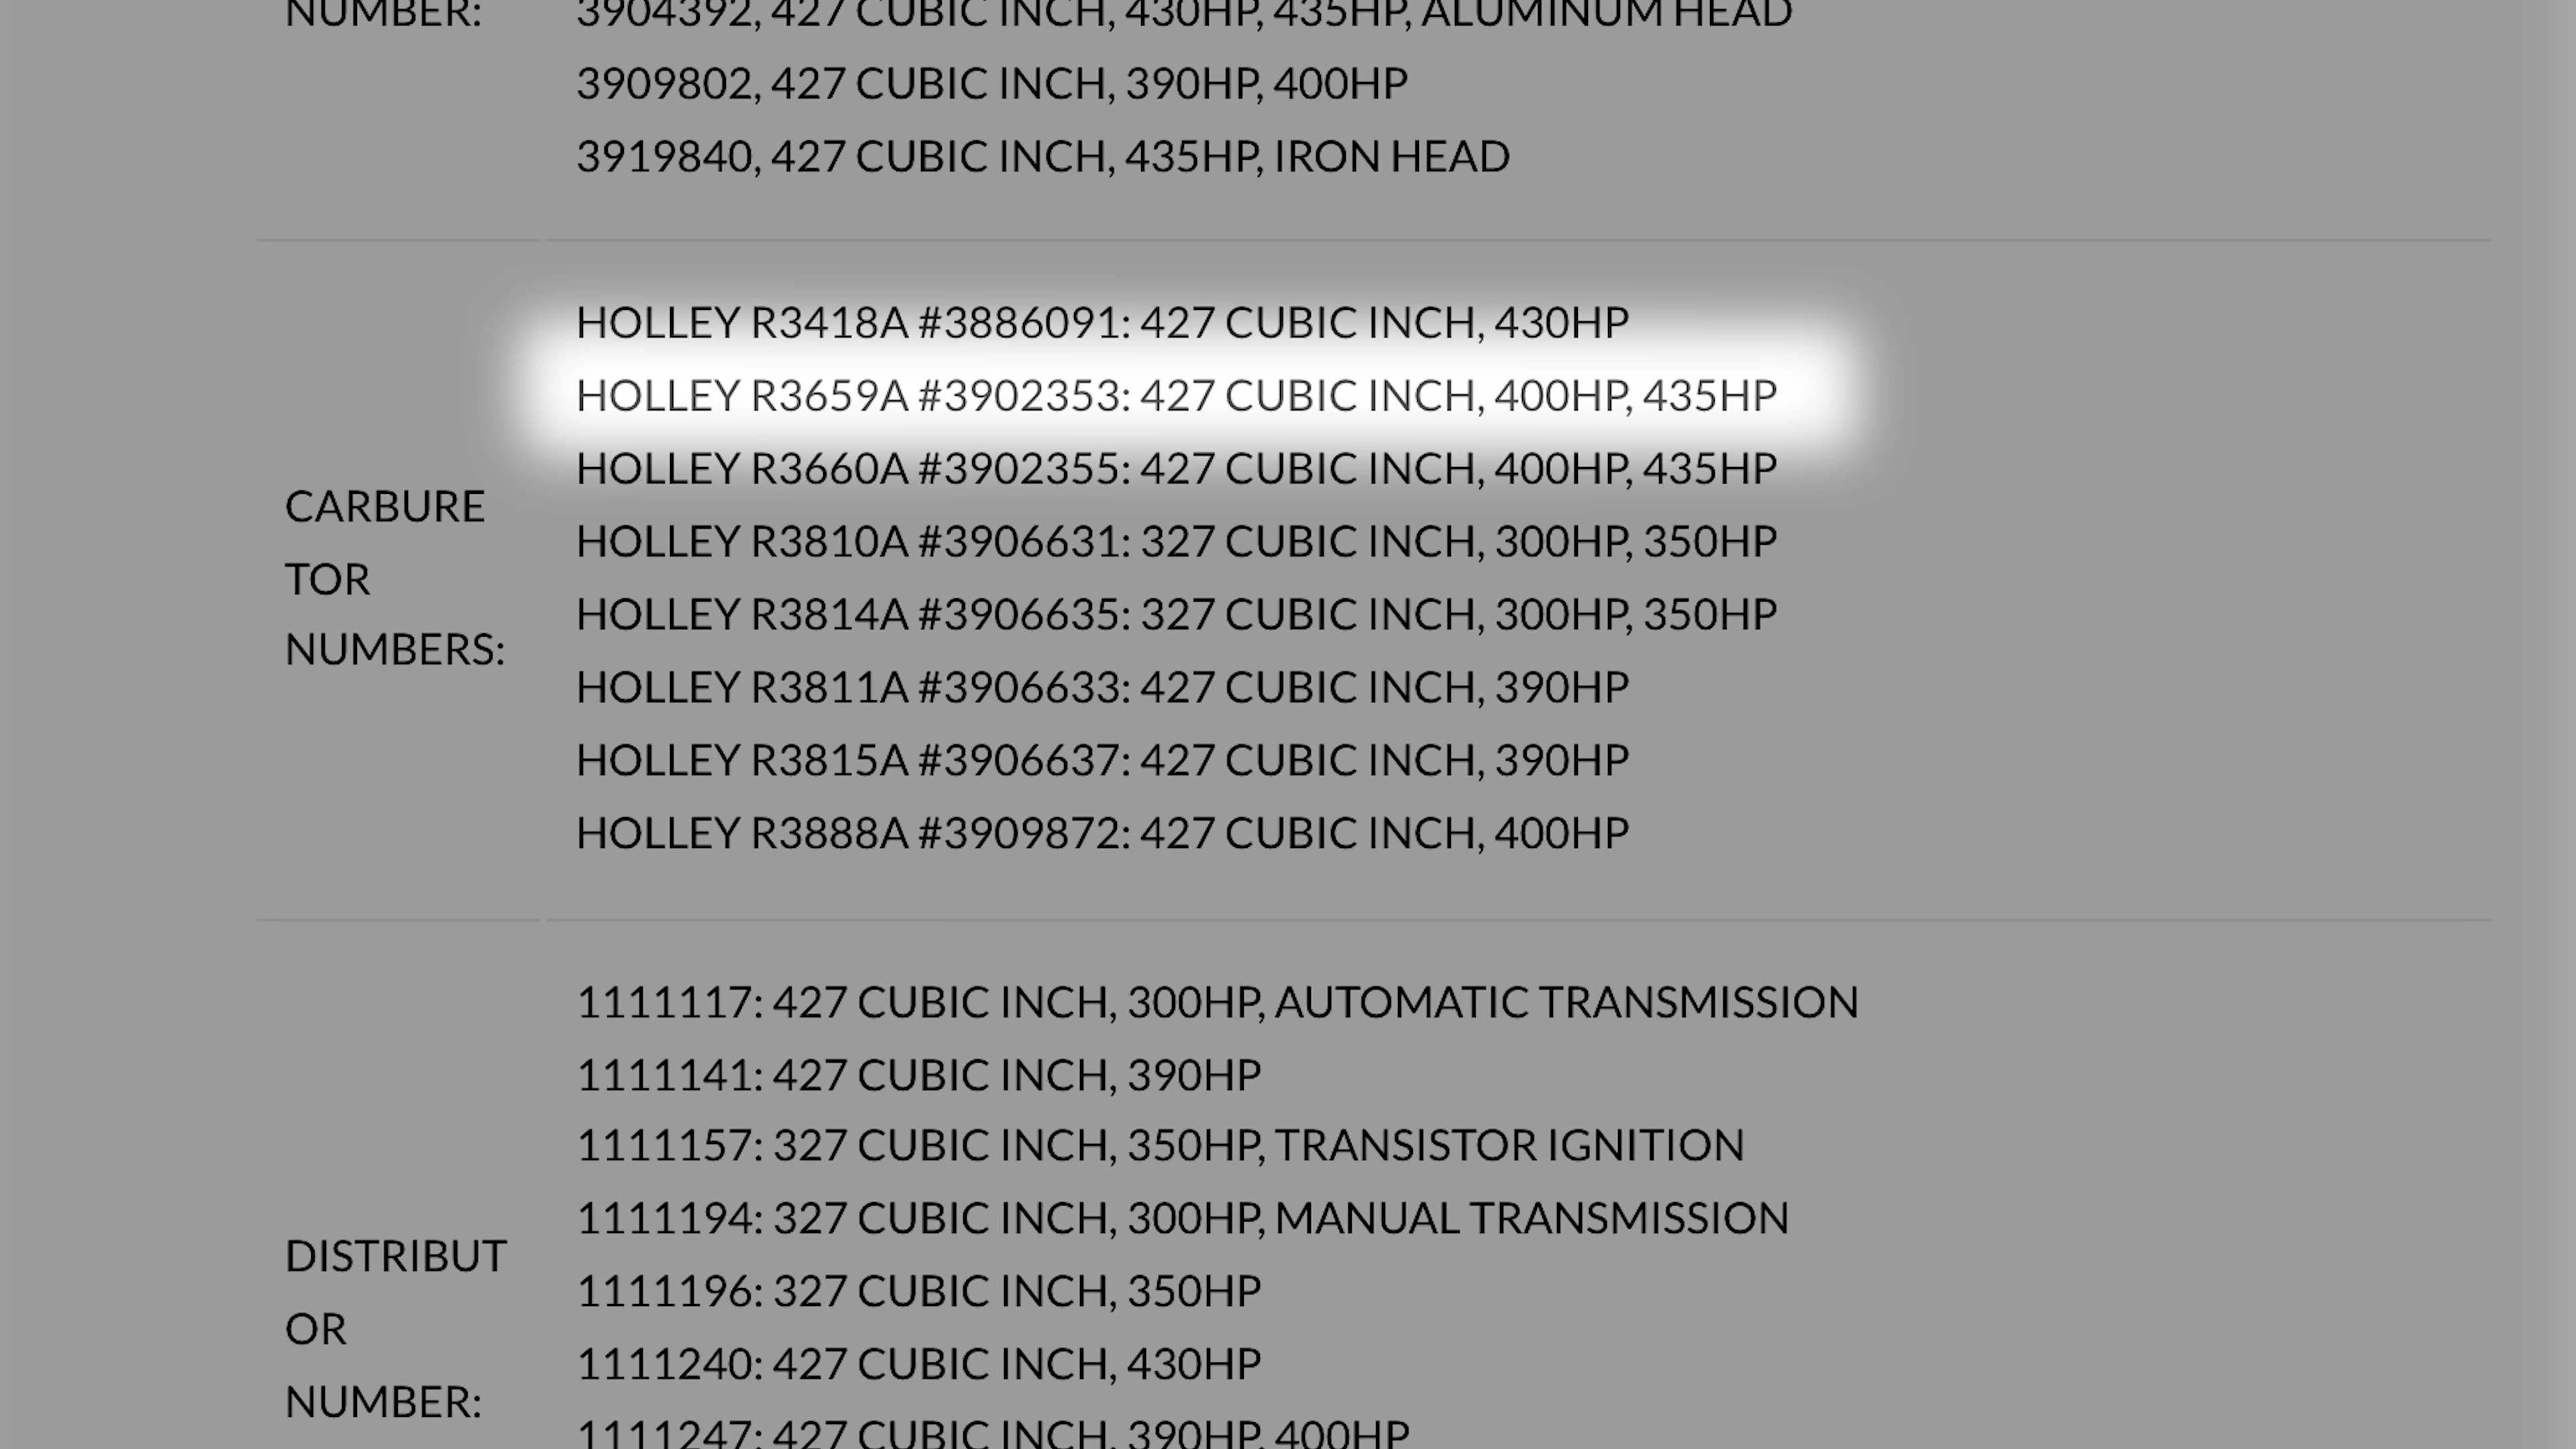 NUMBER:
3904392, 427 CUBIC INCH, 430HP, 435HP, ALUMINUM HEAD
3909802, 427 CUBIC INCH, 390HP, 400HP
3919840, 427 CUBIC INCH, 435HP, IRON HEAD
CARBURE
TOR
NUMBERS:
HOLLEY R3418A #3886091: 427 CUBIC INCH, 430HP
HOLLEY R3659A #3902353: 427 CUBIC INCH, 400HP, 435HP
HOLLEY R3660A #3902355: 427 CUBIC INCH, 400HP, 435HP
HOLLEY R3810A #3906631: 327 CUBIC INCH, 300HP, 350HP
HOLLEY R3814A #3906635: 327 CUBIC INCH, 300HP, 350HP
HOLLEY R3811A #3906633: 427 CUBIC INCH, 390HP
HOLLEY R3815A #3906637: 427 CUBIC INCH, 390HP
HOLLEY R3888A #3909872: 427 CUBIC INCH, 400HP
DISTRIBUT
OR
NUMBER:
1111117: 427 CUBIC INCH, 300HP, AUTOMATIC TRANSMISSION
1111141: 427 CUBIC INCH, 390HP
1111157: 327 CUBIC INCH, 350HP, TRANSISTOR IGNITION
1111194: 327 CUBIC INCH, 300HP, MANUAL TRANSMISSION
1111196: 327 CUBIC INCH, 350HP
1111240: 427 CUBIC INCH, 430HP
1111247: 427 CUBIC INCH, 390HP, 400HP